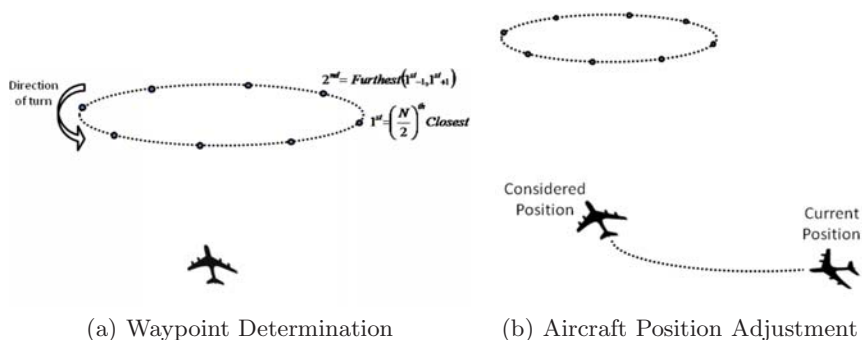 Direction
of turn
2ⁿᵈ= Furthest(1ˢᵗ₋₁,1ˢᵗ₊₁)
1ˢᵗ=(N/2)ᵗʰ Closest
Considered
Position
Current
Position
(a) Waypoint Determination
(b) Aircraft Position Adjustment